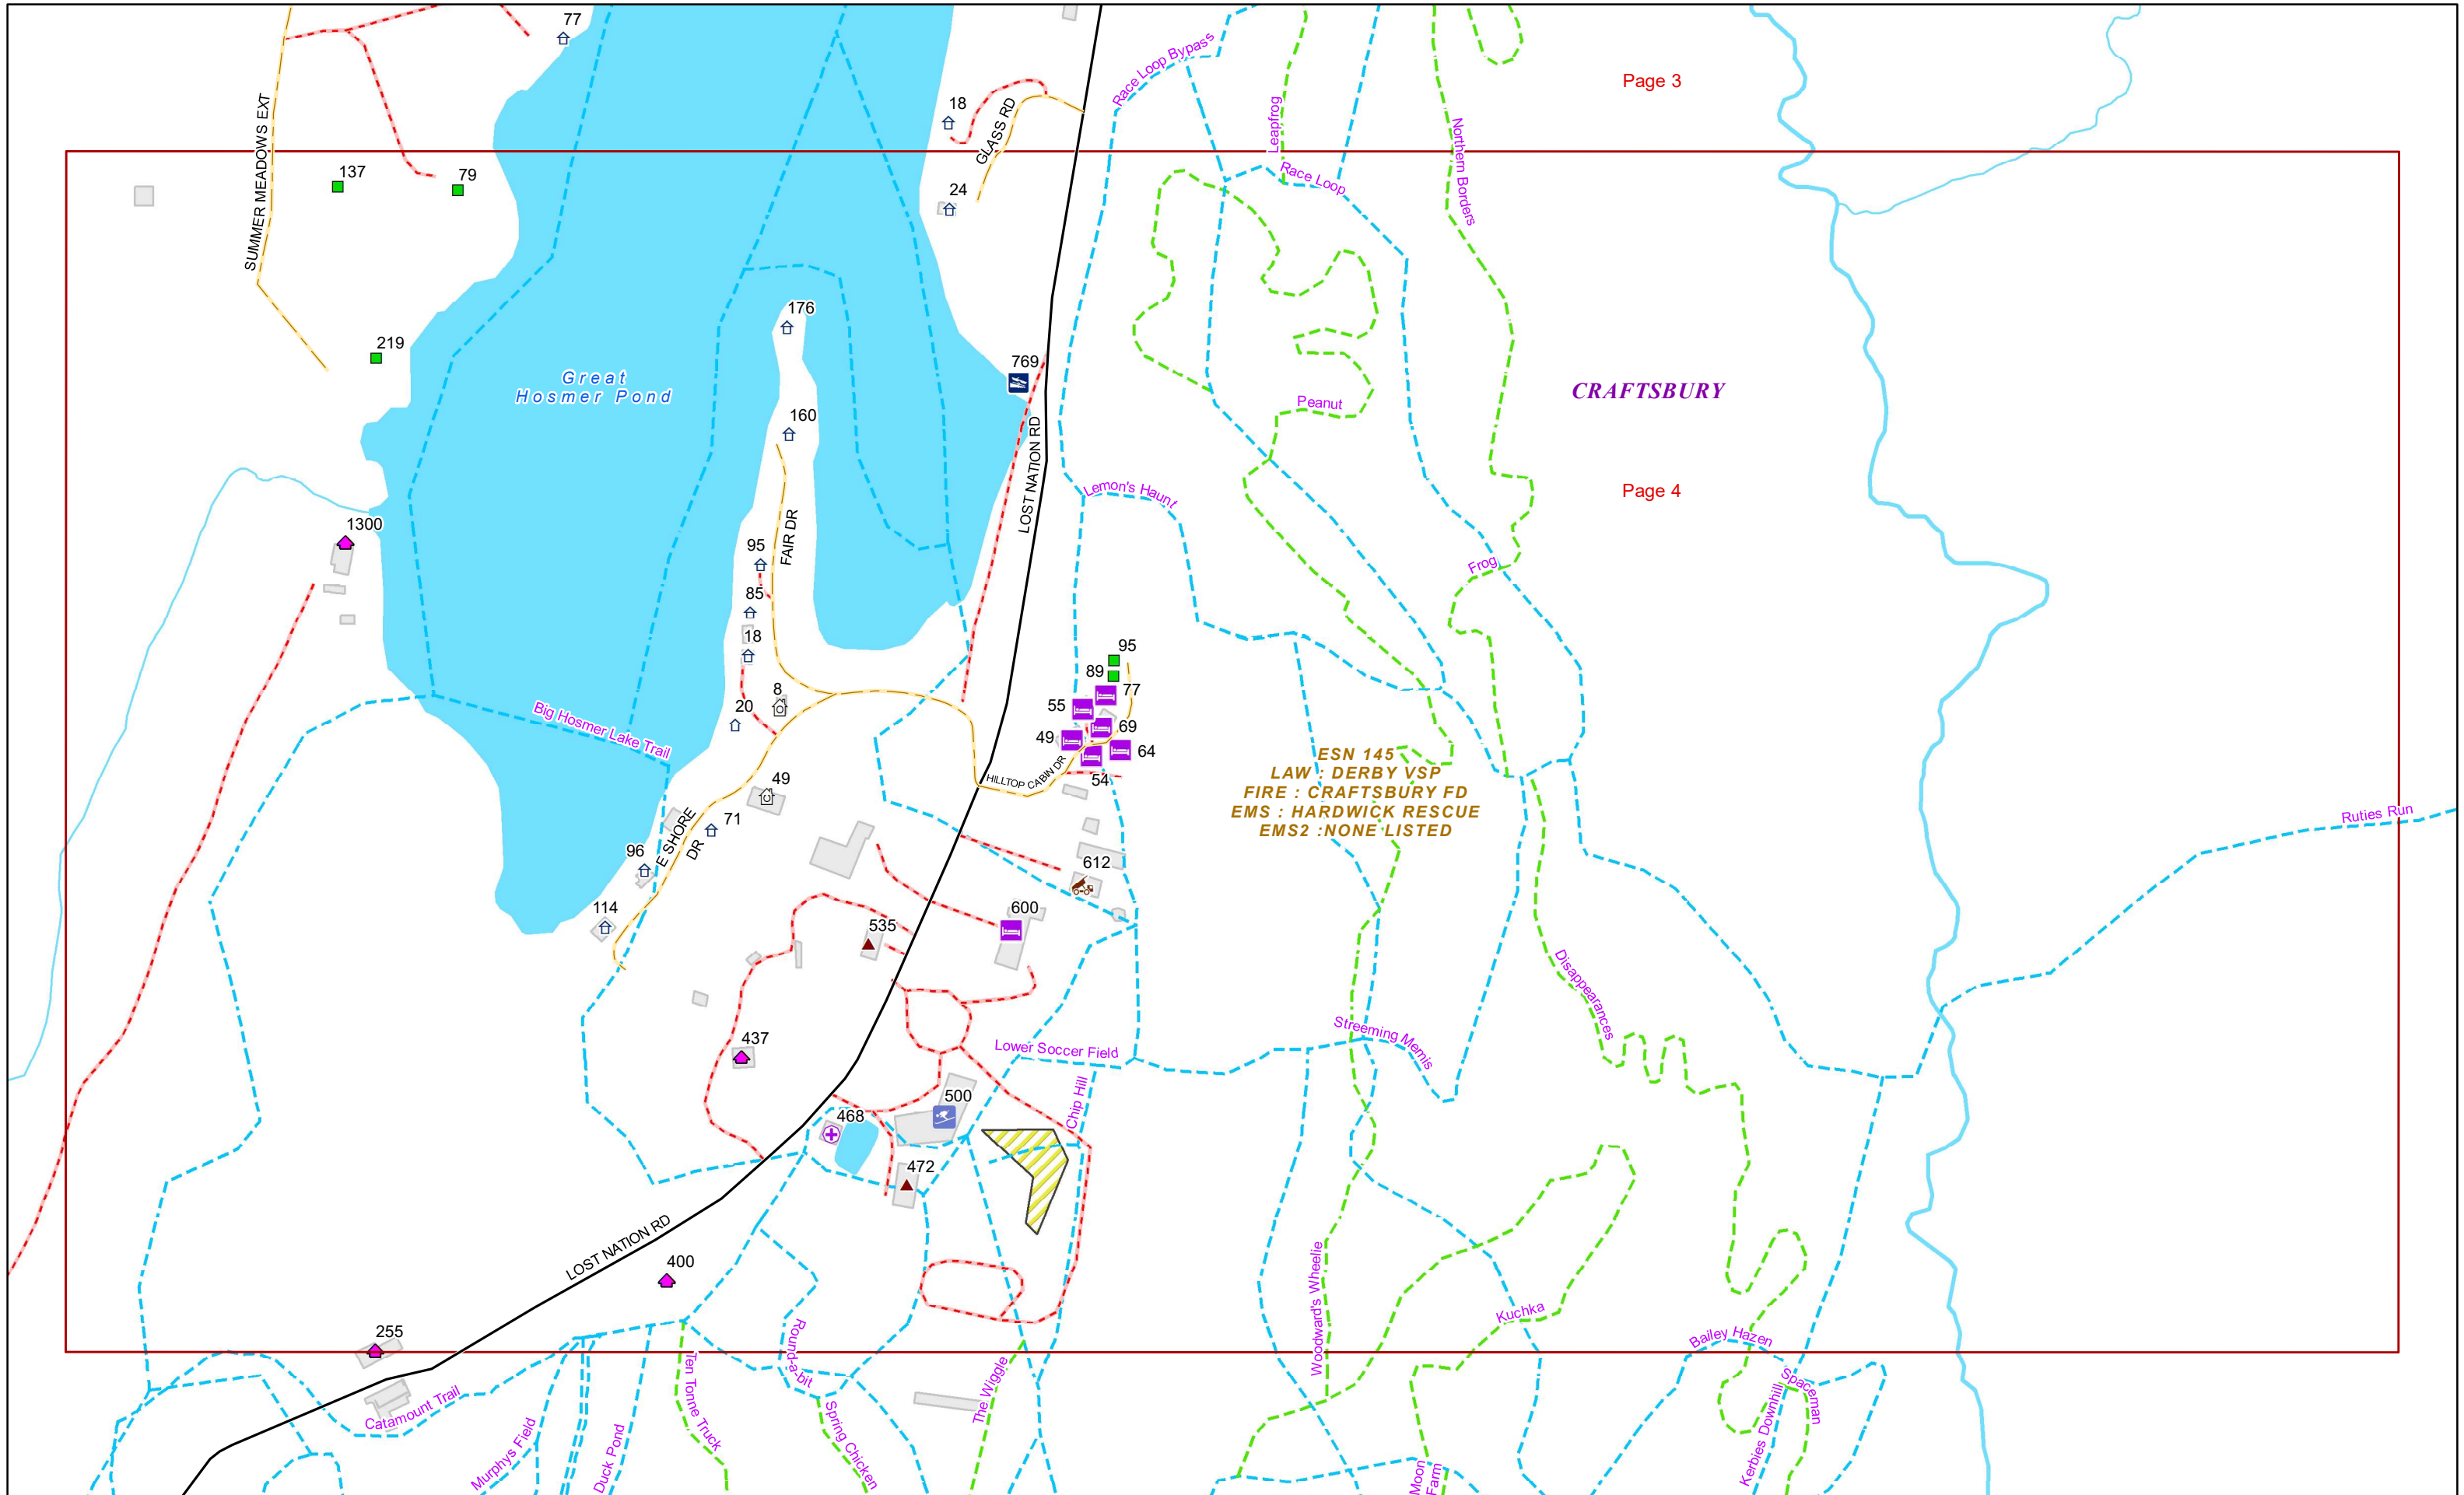 77
Page 3
SUMMER MEADOWS EXT
18
GLASS RD
Race Loop Bypass
Leapfrog
Northern Borders
137
79
24
Race Loop
176
219
Great
Hosmer Pond
769
CRAFTSBURY
160
Peanut
LOST NATION RD
Page 4
Lemon's Haunt
1300
FAIR DR
95
85
18
Frog
95
89
77
8
20
55
69
49
64
54
Big Hosmer Lake Trail
HILLTOP CABIN DR
49
ESN 145
LAW : DERBY VSP
FIRE : CRAFTSBURY FD
EMS : HARDWICK RESCUE
EMS2 :NONE LISTED
Ruties Run
71
E SHORE
DR
96
612
114
600
535
Disappearances
437
Lower Soccer Field
Streeming Memis
Chip Hill
500
468
472
LOST NATION RD
400
Woodward's Wheelie
Kuchka
255
Round-a-bit
Bailey Hazen
Ten Tonne Truck
The Wiggle
Spaceman
Catamount Trail
Murphys Field
Duck Pond
Spring Chicken
Kerbies Downhill
Moon
Farm